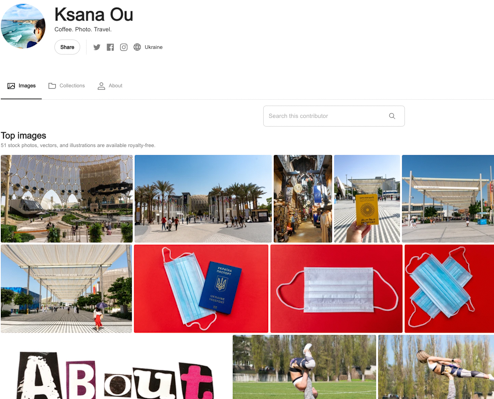 Ksana Ou
Coffee. Photo. Travel.
Share
Ukraine
Images
Collections
About
Search this contributor
Top images
51 stock photos, vectors, and illustrations are available royalty-free.
About